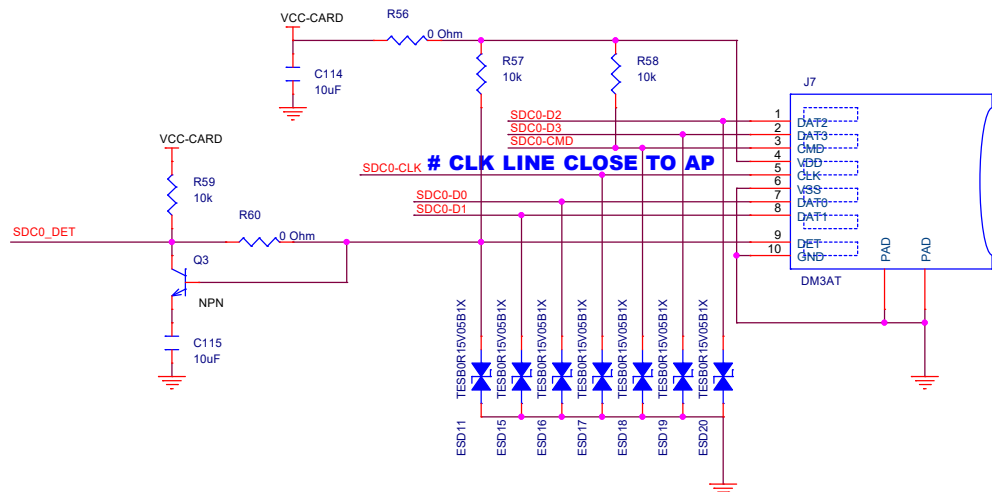 VCC-CARD
R56
0 Ohm
C114
10uF
R57
10k
R58
10k
J7
SDC0-D2
1
DAT2
SDC0-D3
2
DAT3
SDC0-CMD
3
CMD
# CLK LINE CLOSE TO AP
4
VDD
SDC0-CLK
5
CLK
6
VSS
SDC0-D0
7
DAT0
SDC0-D1
8
DAT1
VCC-CARD
R59
10k
R60
0 Ohm
SDC0_DET
9
DET
10
GND
PAD
PAD
DM3AT
Q3
NPN
C115
10uF
TESB0R15V05B1X
TESB0R15V05B1X
TESB0R15V05B1X
TESB0R15V05B1X
TESB0R15V05B1X
TESB0R15V05B1X
TESB0R15V05B1X
ESD11
ESD15
ESD16
ESD17
ESD18
ESD19
ESD20